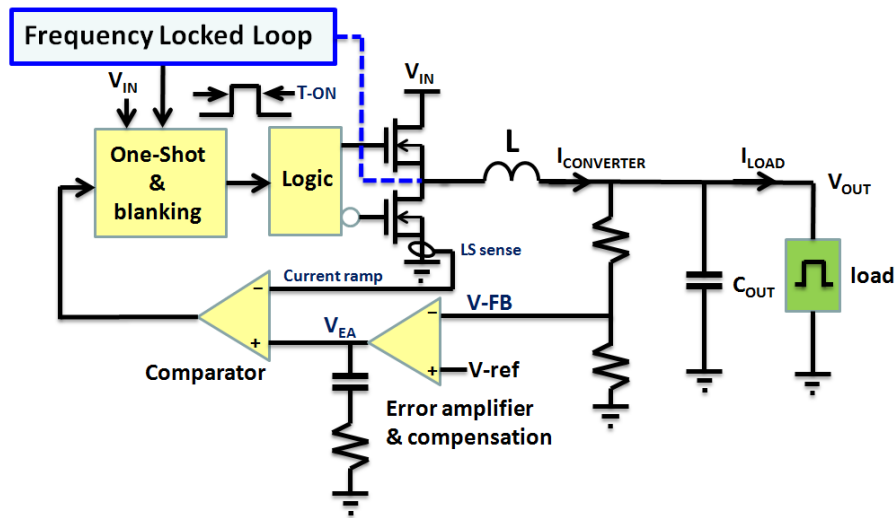 Frequency Locked Loop
VIN
T-ON
VIN
One-Shot
&
blanking
Logic
L
ICONVERTER
ILOAD
VOUT
LS sense
Current ramp
−
+
Comparator
VEA
V-FB
−
+
V-ref
COUT
load
Error amplifier
& compensation